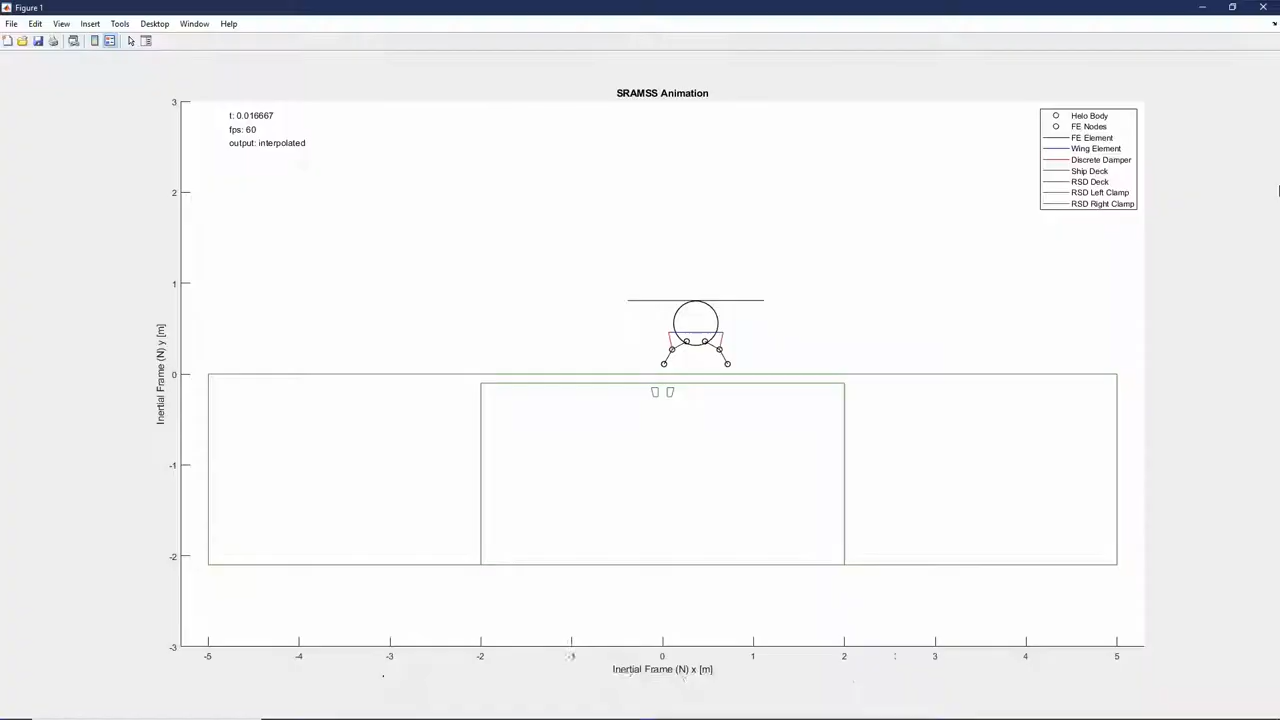 Figure 1
File Edit View Insert Tools Desktop Window Help
SRAMSS Animation
t: 0.016667
fps: 60
output: interpolated
Helo Body
FE Nodes
FE Element
Wing Element
Discrete Damper
Ship Deck
RSD Deck
RSD Left Clamp
RSD Right Clamp
3
2
1
0
-1
-2
-3
Inertial Frame (N) y [m]
-5 -4 -3 -2 -1 0 1 2 3 4 5
Inertial Frame (N) x [m]